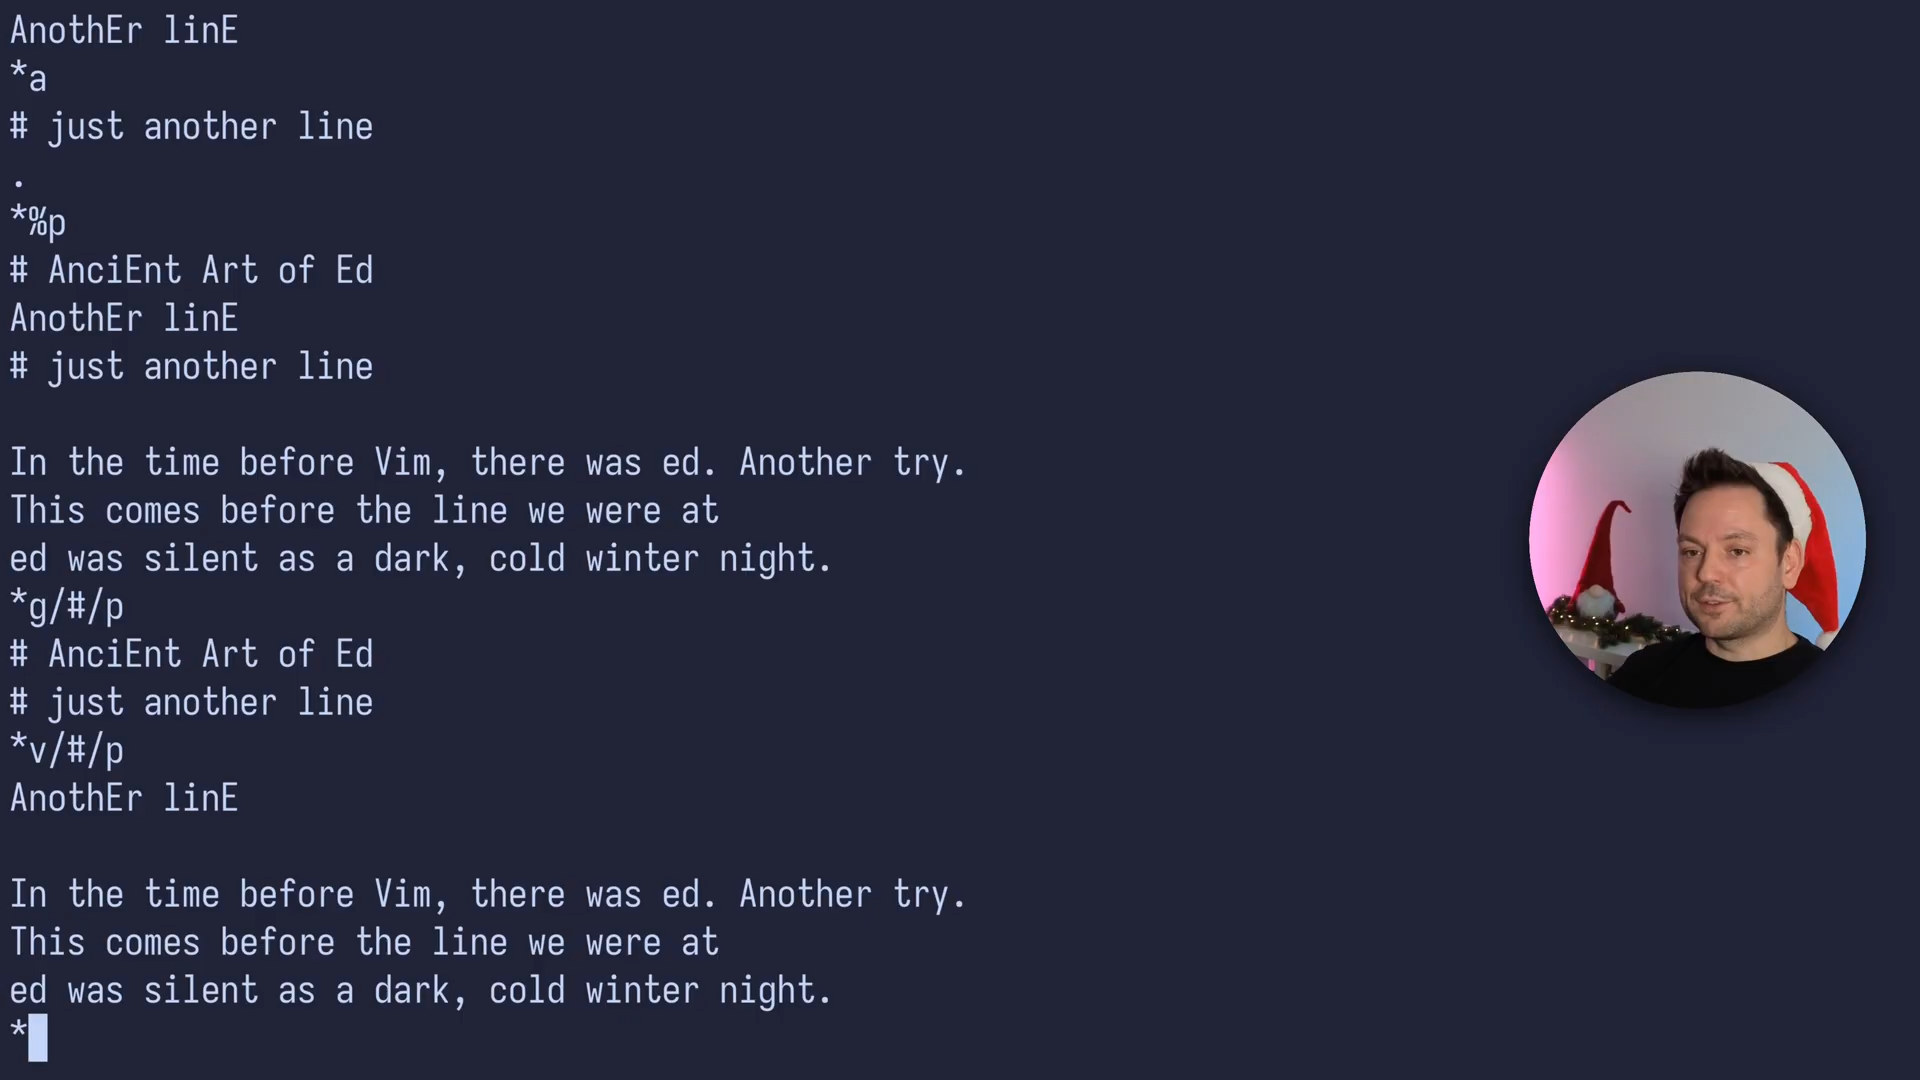 AnothEr linE
*a
# just another line
.
*%p
# AnciEnt Art of Ed
AnothEr linE
# just another line
In the time before Vim, there was ed. Another try.
This comes before the line we were at
ed was silent as a dark, cold winter night.
*g/#/p
# AnciEnt Art of Ed
# just another line
*v/#/p
AnothEr linE
In the time before Vim, there was ed. Another try.
This comes before the line we were at
ed was silent as a dark, cold winter night.
*